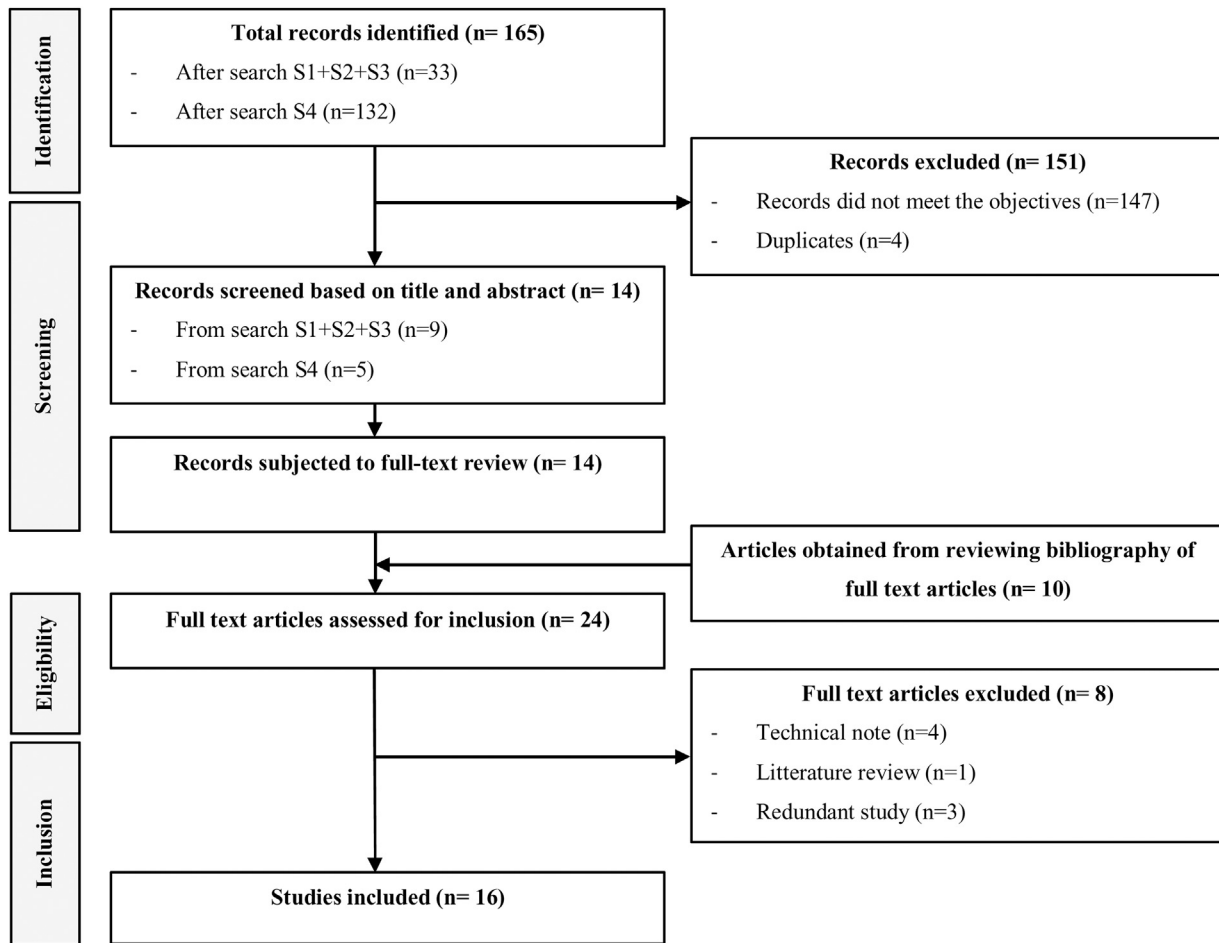 Identification
Total records identified (n= 165)
- After search S1+S2+S3 (n=33)
- After search S4 (n=132)
Records excluded (n= 151)
- Records did not meet the objectives (n=147)
- Duplicates (n=4)
Screening
Records screened based on title and abstract (n= 14)
- From search S1+S2+S3 (n=9)
- From search S4 (n=5)
Records subjected to full-text review (n= 14)
Articles obtained from reviewing bibliography of
full text articles (n= 10)
Eligibility
Full text articles assessed for inclusion (n= 24)
Full text articles excluded (n= 8)
- Technical note (n=4)
- Litterature review (n=1)
- Redundant study (n=3)
Inclusion
Studies included (n= 16)